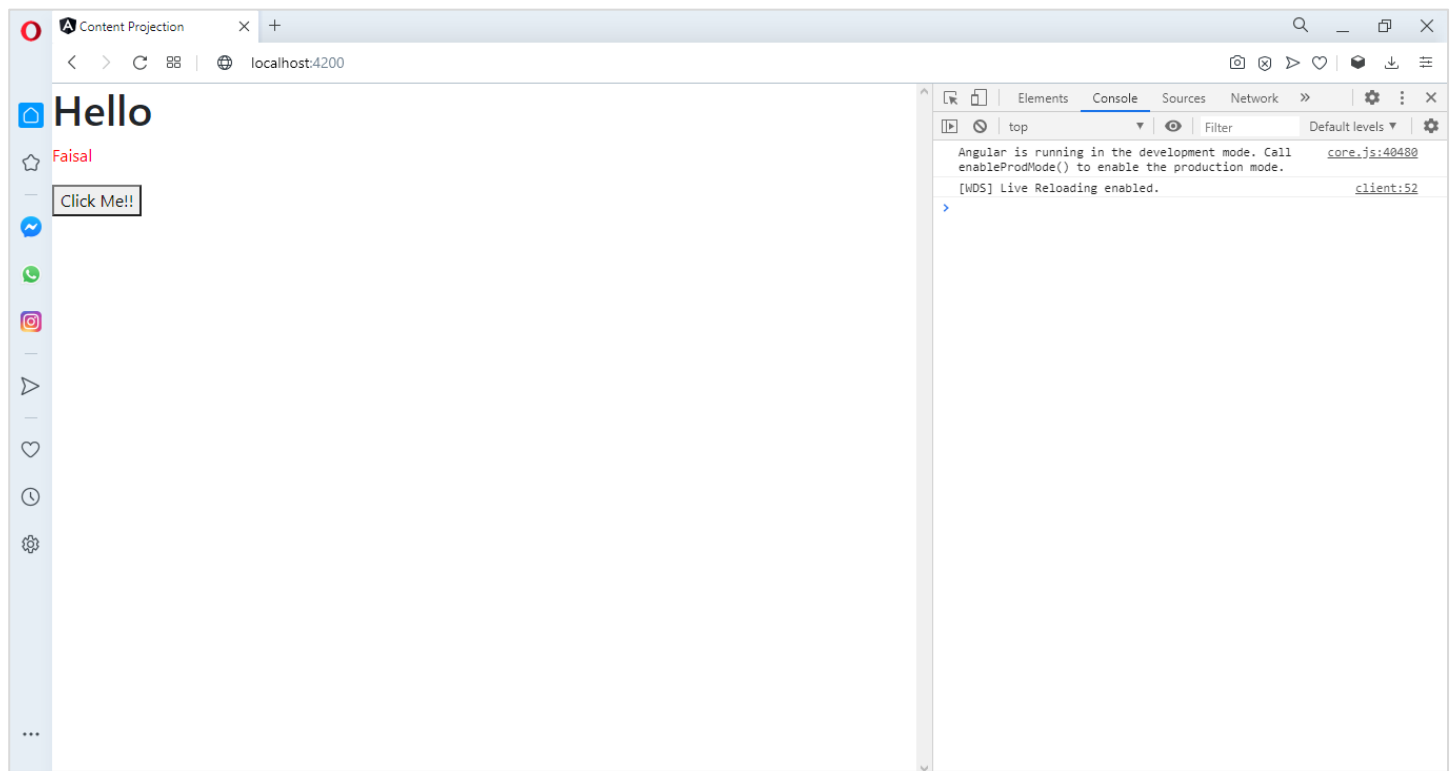 Content Projection
localhost:4200
Hello
Faisal
Click Me!!
Elements Console Sources Network »
top Filter Default levels ▼
Angular is running in the development mode. Call core.js:40480
enableProdMode() to enable the production mode.
[WDS] Live Reloading enabled. client:52